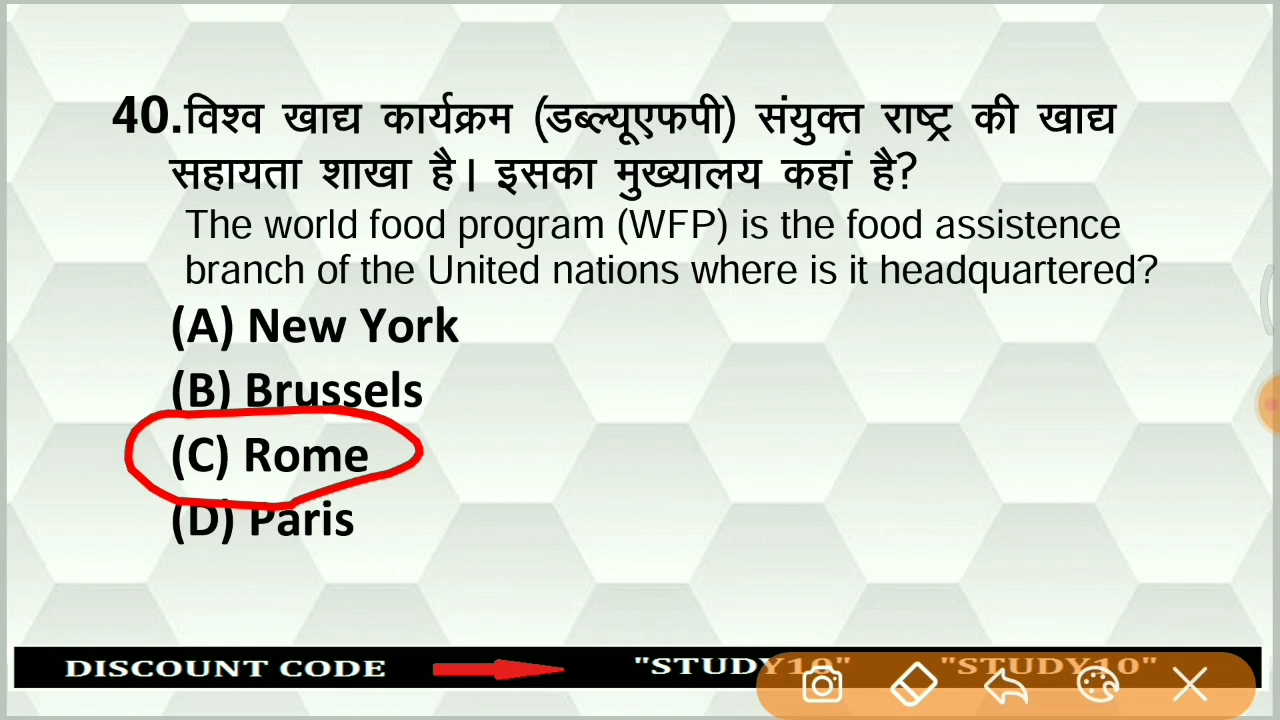 40.विश्व खाद्य कार्यक्रम (डब्ल्यूएफपी) संयुक्त राष्ट्र की खाद्य
सहायता शाखा है। इसका मुख्यालय कहां है?
The world food program (WFP) is the food assistence
branch of the United nations where is it headquartered?
(A) New York
(B) Brussels
(C) Rome
(D) Paris
DISCOUNT CODE "STUDY10" "STUDY10"